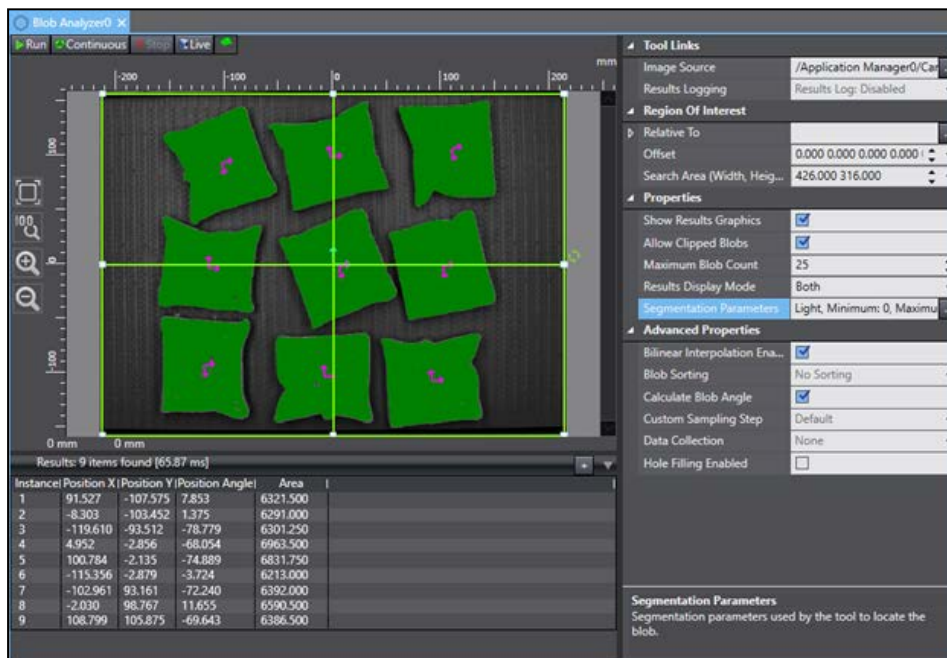 Blob Analyzer0
Run Continuous Stop Live
mm
-200 -100 0 100 200
100
0
-100
100
0 mm 0 mm
Results: 9 items found [65.87 ms]
Instance Position X Position Y Position Angle Area
1 91.527 -107.575 7.853 6321.500
2 -8.303 -103.452 1.375 6291.000
3 -119.610 -93.512 -78.779 6301.250
4 4.952 -2.856 -68.054 6963.500
5 100.784 -2.135 -74.889 6831.750
6 -115.356 -2.879 -3.724 6213.000
7 -102.961 93.161 -72.240 6392.000
8 -2.030 98.767 11.655 6590.500
9 108.799 105.875 -69.643 6386.500
Tool Links
Image Source /Application Manager0/Car
Results Logging Results Log: Disabled
Region Of Interest
Relative To
Offset 0.000 0.000 0.000 0.000
Search Area (Width, Heig... 426.000 316.000
Properties
Show Results Graphics
Allow Clipped Blobs
Maximum Blob Count 25
Results Display Mode Both
Segmentation Parameters Light, Minimum: 0, Maximu
Advanced Properties
Bilinear Interpolation Ena...
Blob Sorting No Sorting
Calculate Blob Angle
Custom Sampling Step Default
Data Collection None
Hole Filling Enabled
Segmentation Parameters
Segmentation parameters used by the tool to locate the
blob.